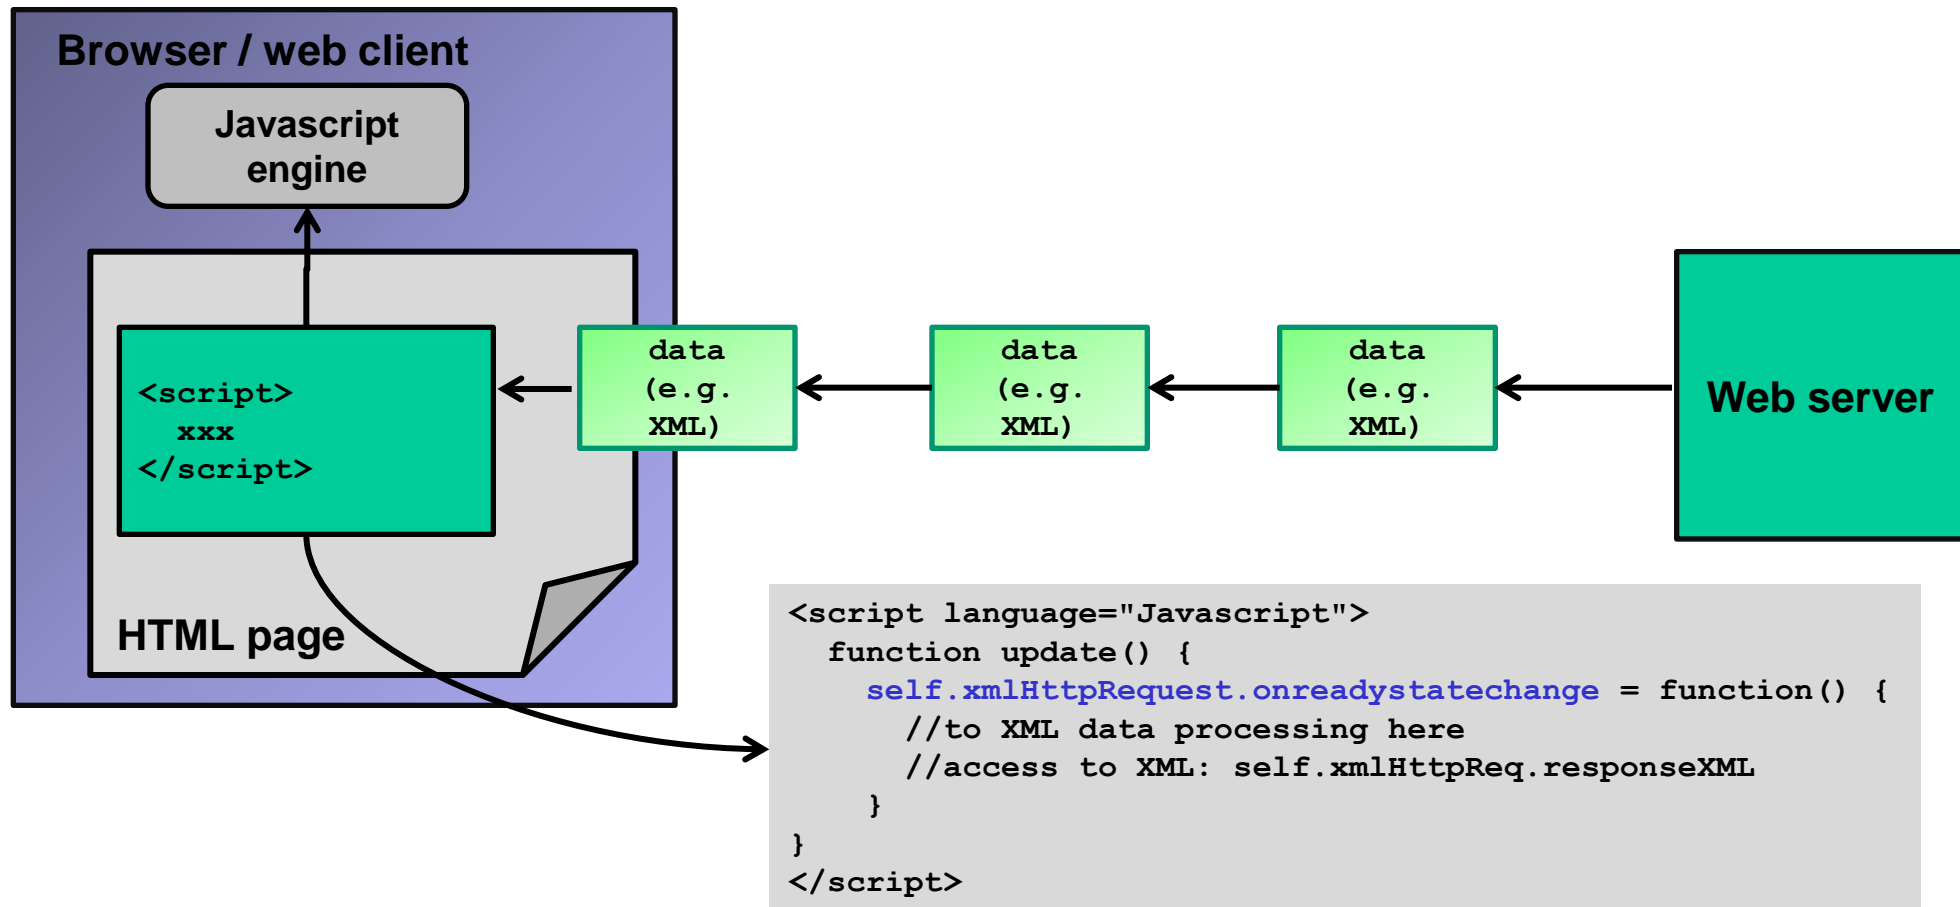 Browser / web client
Javascript
engine
<script>
  xxx
</script>
HTML page
data
(e.g.
XML)
data
(e.g.
XML)
data
(e.g.
XML)
Web server
<script language="Javascript">
  function update() {
    self.xmlHttpRequest.onreadystatechange = function() {
      //to XML data processing here
      //access to XML: self.xmlHttpReq.responseXML
    }
}
</script>